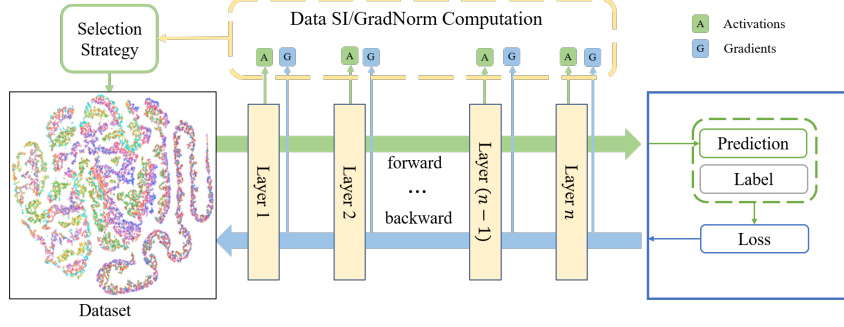 Selection
Strategy
Data SI/GradNorm Computation
A Activations
G Gradients
A G A G A G A G
Layer 1
Layer 2
forward
...
backward
Layer (n − 1)
Layer n
Prediction
Label
Loss
Dataset